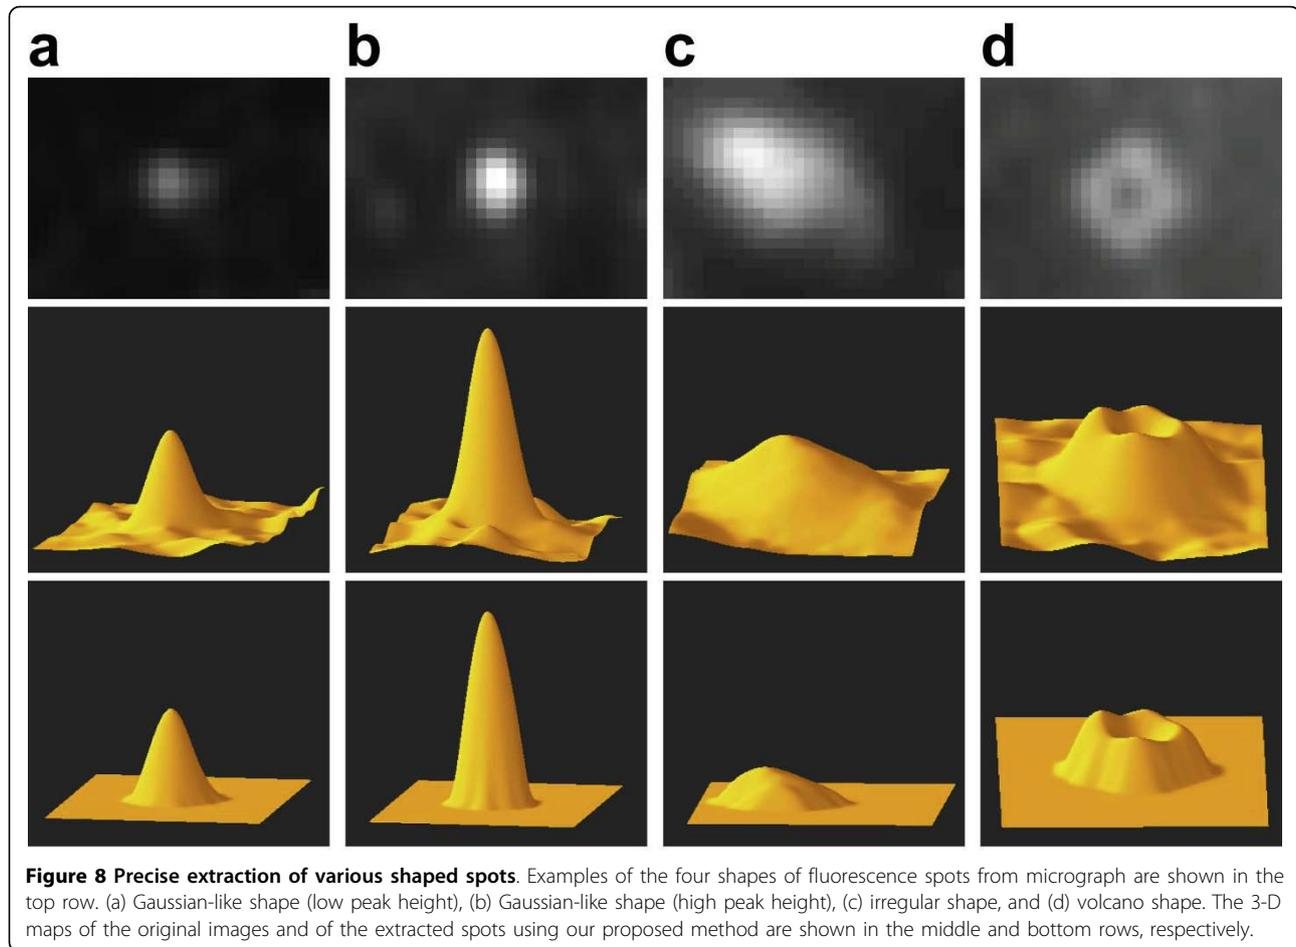 a b c d
Figure 8 Precise extraction of various shaped spots. Examples of the four shapes of fluorescence spots from micrograph are shown in the
top row. (a) Gaussian-like shape (low peak height), (b) Gaussian-like shape (high peak height), (c) irregular shape, and (d) volcano shape. The 3-D
maps of the original images and of the extracted spots using our proposed method are shown in the middle and bottom rows, respectively.